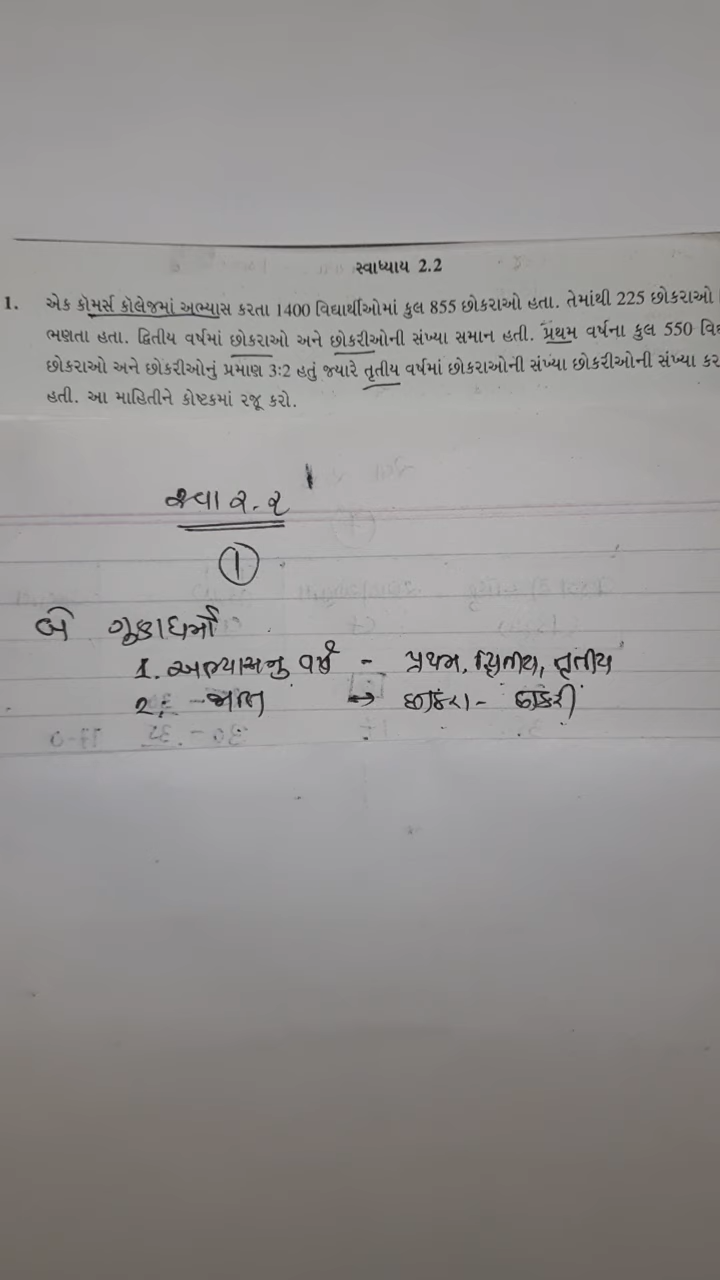 સ્વાધ્યાય 2.2
1. એક કૉમર્સ કૉલેજમાં અભ્યાસ કરતા 1400 વિદ્યાર્થીઓમાં કુલ 855 છોકરાઓ હતા. તેમાંથી 225 છોકરાઓ
ભણતા હતા. દ્વિતીય વર્ષમાં છોકરાઓ અને છોકરીઓની સંખ્યા સમાન હતી. પ્રથમ વર્ષના કુલ 550
છોકરાઓ અને છોકરીઓનું પ્રમાણ 3:2 હતું જ્યારે તૃતીય વર્ષમાં છોકરાઓની સંખ્યા છોકરીઓની સંખ્યા કર
હતી. આ માહિતીને કોષ્ટકમાં રજૂ કરો.
સ્વા ૨.૨
1
બે ગુણધર્મો
1. અભ્યાસનુ વર્ષ - પ્રથમ, દ્વિતીય, તૃતીય
૨. - જાત → છોકરા - છોકરી